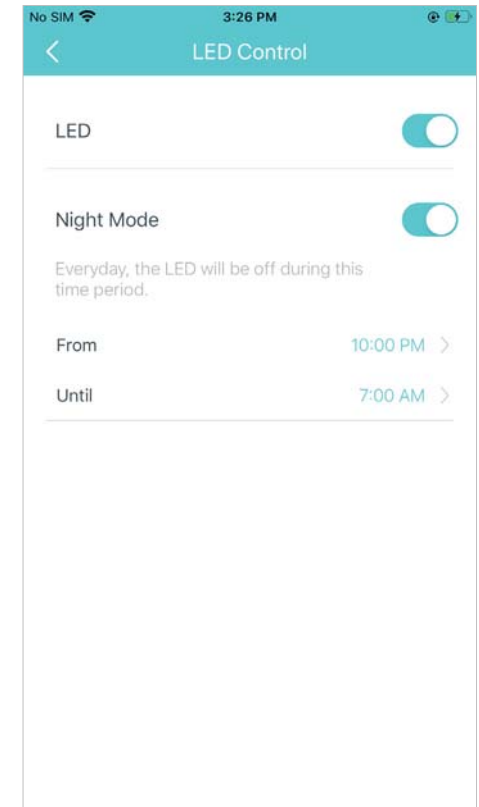 No SIM 3:26 PM
LED Control
LED
Night Mode
Everyday, the LED will be off during this
time period.
From 10:00 PM
Until 7:00 AM